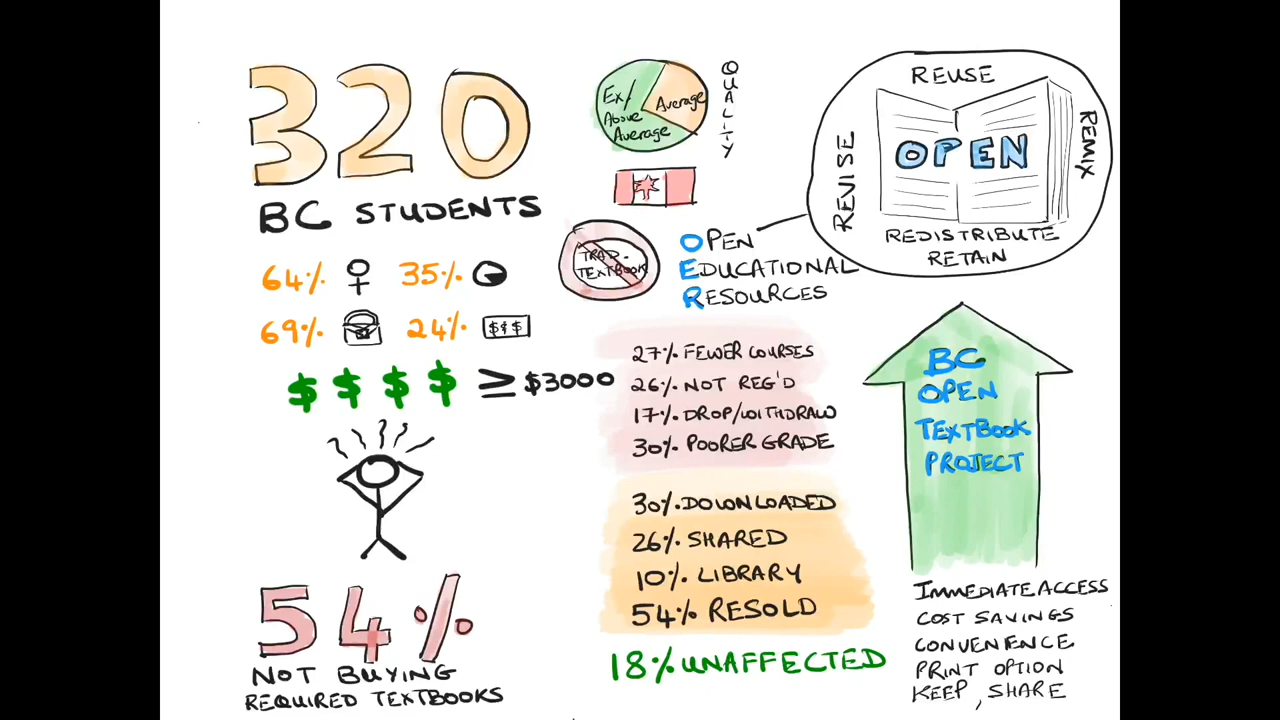 320
BC STUDENTS
64% 35%
69% 24% $$$
$ $ $ $ ≥ $3000
54%
NOT BUYING
REQUIRED TEXTBOOKS
Ex/
Above
Average
Average
QUALITY
TRAD.
TEXTBOOK
OPEN
EDUCATIONAL
RESOURCES
REUSE
REVISE
OPEN
REMIX
REDISTRIBUTE
RETAIN
27% FEWER COURSES
26% NOT REG'D
17% DROP/WITHDRAW
30% POORER GRADE
30% DOWNLOADED
26% SHARED
10% LIBRARY
54% RESOLD
18% UNAFFECTED
BC
OPEN
TEXTBOOK
PROJECT
IMMEDIATE ACCESS
COST SAVINGS
CONVENIENCE
PRINT OPTION
KEEP, SHARE